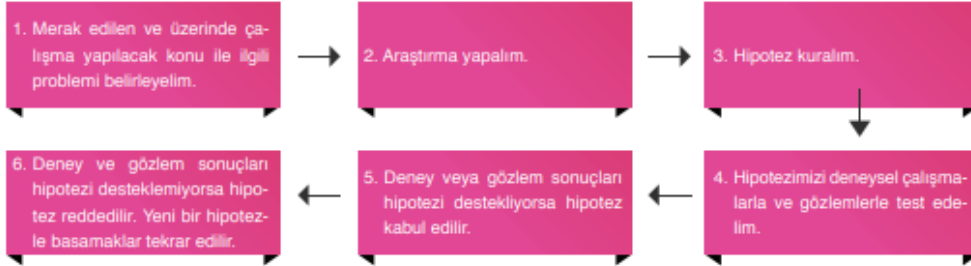 1. Merak edilen ve üzerinde ça-
lışma yapılacak konu ile ilgili
problemi belirleyelim.
2. Araştırma yapalım.
3. Hipotez kuralım.
4. Hipotezimizi deneysel çalışma-
larla ve gözlemlerle test ede-
lim.
5. Deney veya gözlem sonuçları
hipotezi destekliyorsa hipotez
kabul edilir.
6. Deney ve gözlem sonuçları
hipotezi desteklemiyorsa hipo-
tez reddedilir. Yeni bir hipotez-
le basamaklar tekrar edilir.